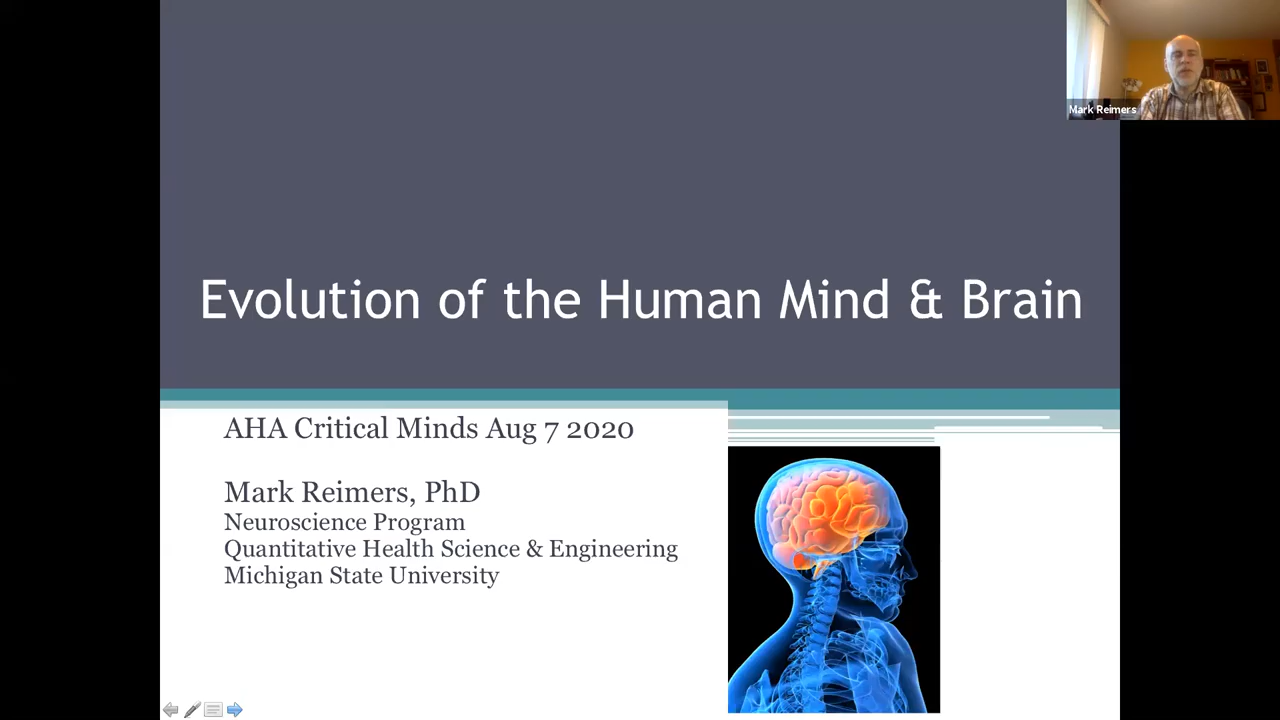 Mark Reimers
Evolution of the Human Mind & Brain
AHA Critical Minds Aug 7 2020
Mark Reimers, PhD
Neuroscience Program
Quantitative Health Science & Engineering
Michigan State University